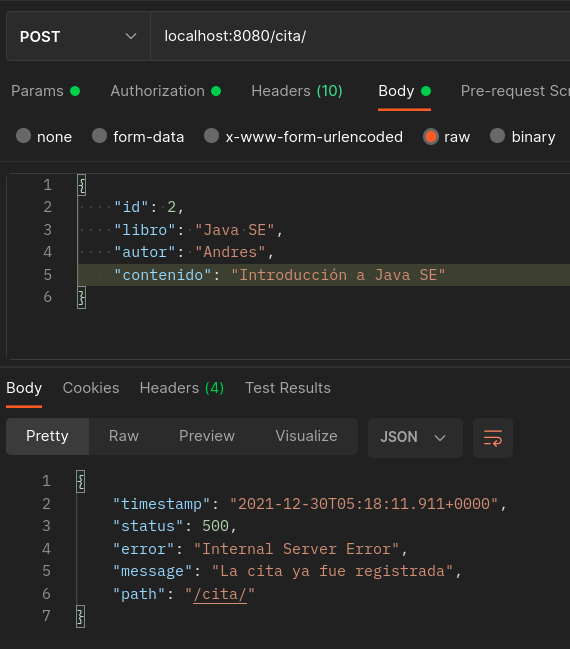 POST localhost:8080/cita/
Params Authorization Headers (10) Body Pre-request Scr
none form-data x-www-form-urlencoded raw binary
1 {
2 "id": 2,
3 "libro": "Java SE",
4 "autor": "Andres",
5 "contenido": "Introducción a Java SE"
6 }
Body Cookies Headers (4) Test Results
Pretty Raw Preview Visualize JSON
1 {
2 "timestamp": "2021-12-30T05:18:11.911+0000",
3 "status": 500,
4 "error": "Internal Server Error",
5 "message": "La cita ya fue registrada",
6 "path": "/cita/"
7 }